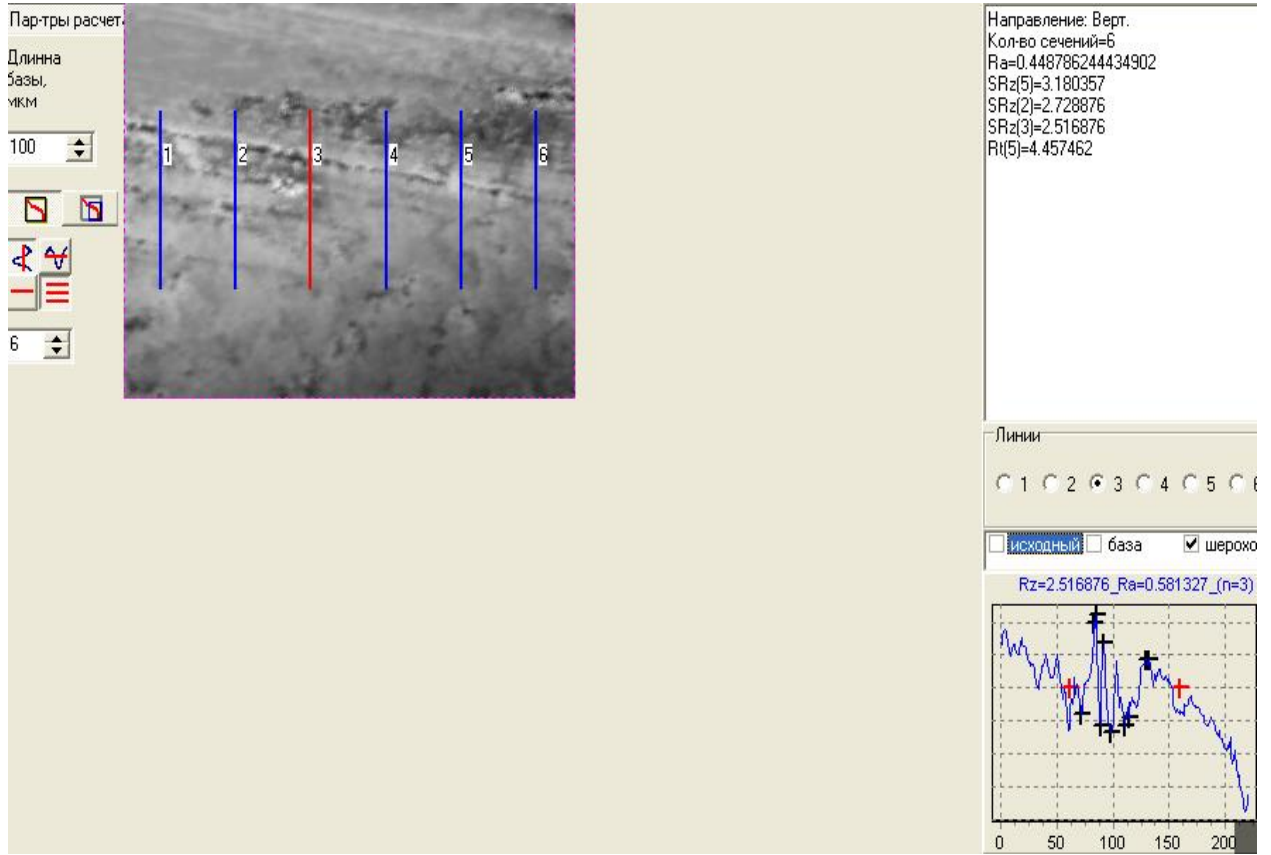 Пар-тры расчет
Длинна
базы,
мкм
100
6
1 2 3 4 5 6
Направление: Верт.
Кол-во сечений=6
Ra=0.448786244434902
SRz(5)=3.180357
SRz(2)=2.728876
SRz(3)=2.516876
Rt(5)=4.457462
Линии
1 2 3 4 5 6
исходный база шерохо
Rz=2.516876_Ra=0.581327_(n=3)
0 50 100 150 200